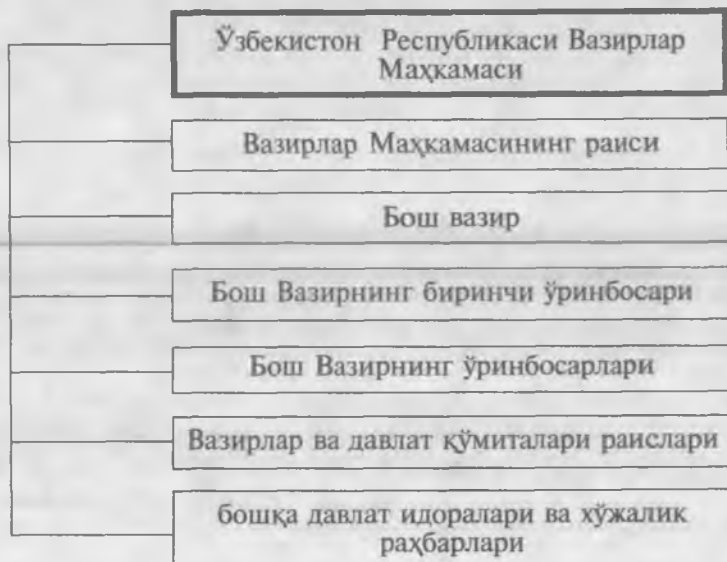 Ўзбекистон Республикаси Вазирлар
Маҳкамаси
Вазирлар Маҳкамасининг раиси
Бош вазир
Бош Вазирнинг биринчи ўринбосари
Бош Вазирнинг ўринбосарлари
Вазирлар ва давлат қўмиталари раислари
бошқа давлат идоралари ва хўжалик
раҳбарлари